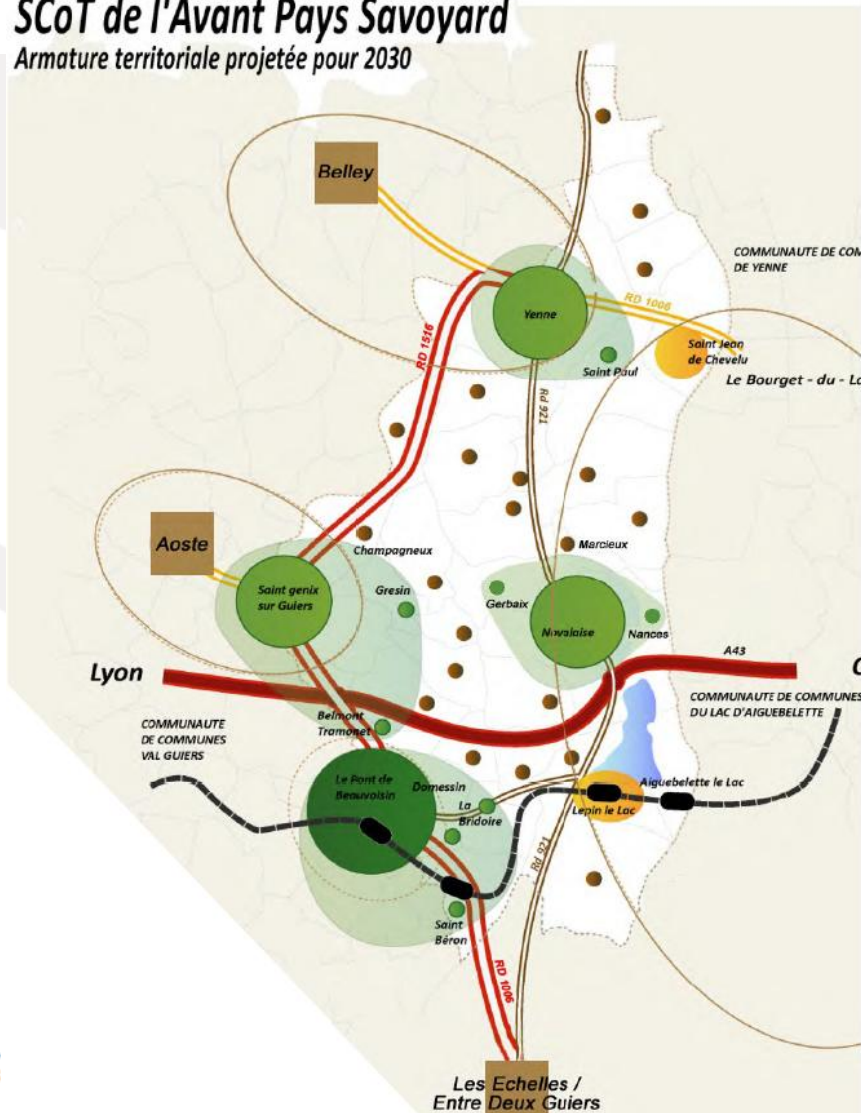 SCoT de l'Avant Pays Savoyard
Armature territoriale projetée pour 2030
Belley
COMMUNAUTE DE COM
DE YENNE
RD 1006
Yenne
Saint Jean
de Chevelu
RD 1516
Saint Paul
Le Bourget - du - La
Rd 921
Aoste
Champagneux
Marcieux
Saint genix
sur Guiers
Gresin
Gerbaix
Novalaise
Nances
Lyon
A43
C
COMMUNAUTE DE COMMUNES
DU LAC D'AIGUEBELETTE
COMMUNAUTE
DE COMMUNES
VAL GUIERS
Belmont
Tramonet
Le Pont de
Beauvoisin
Domessin
Aiguebelette le Lac
La
Bridoire
Lepin le Lac
Rd 921
Saint
Béron
RD 1006
Les Echelles /
Entre Deux Guiers